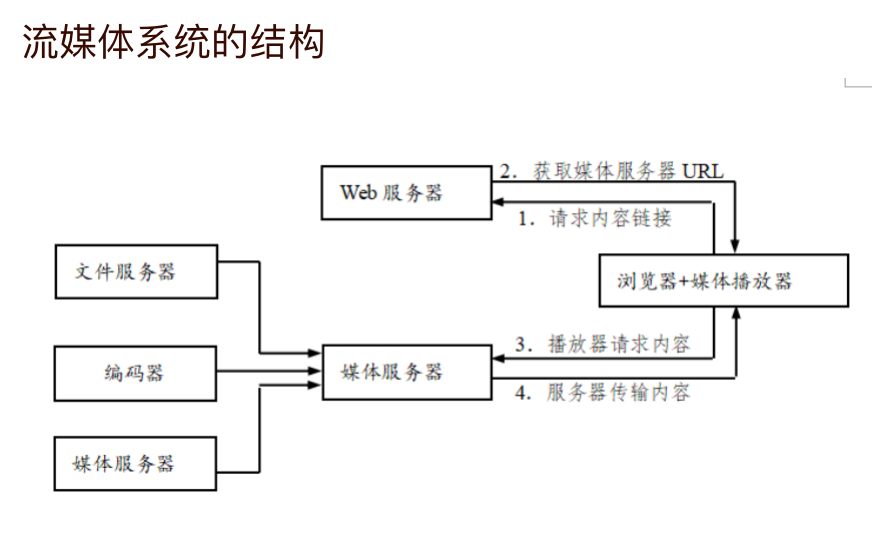 流媒体系统的结构
2．获取媒体服务器 URL
Web 服务器
1．请求内容链接
文件服务器
浏览器+媒体播放器
3．播放器请求内容
编码器
媒体服务器
4．服务器传输内容
媒体服务器